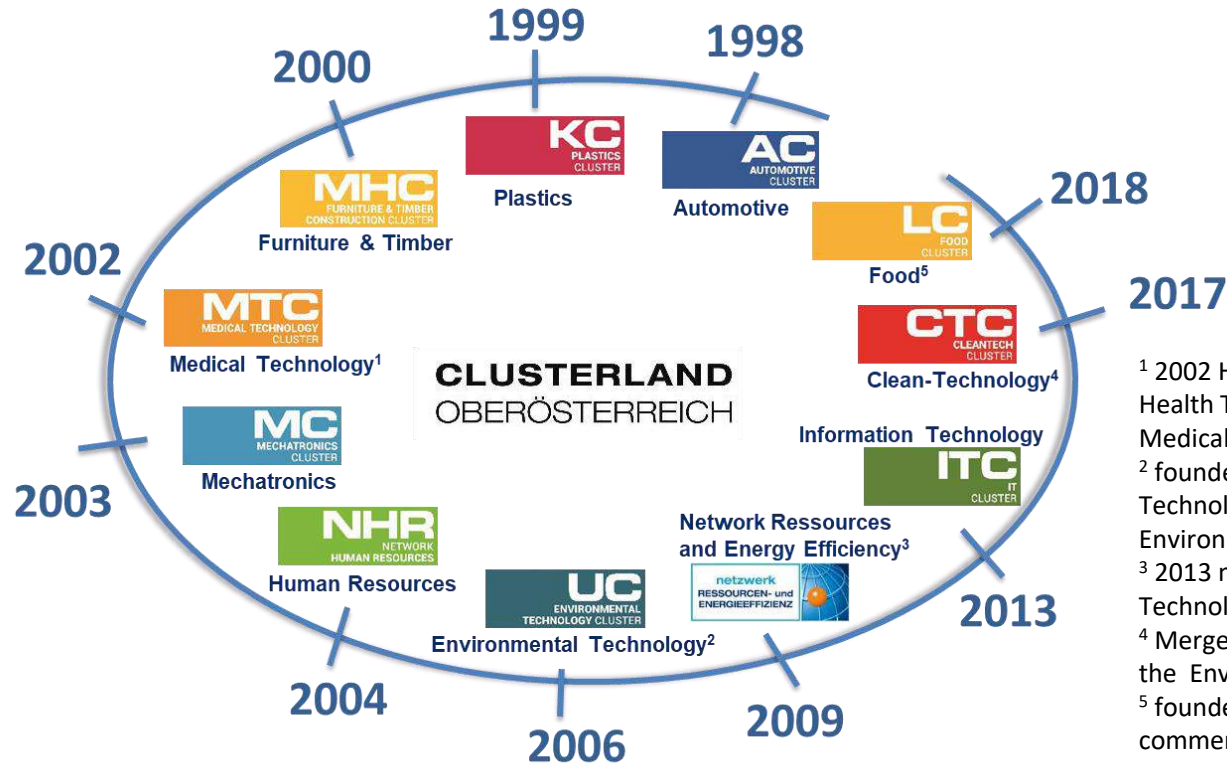 1999
1998
2000
KC
PLASTICS
CLUSTER
Plastics
AC
AUTOMOTIVE
CLUSTER
Automotive
MHC
FURNITURE & TIMBER
CONSTRUCTION CLUSTER
Furniture & Timber
2018
LC
FOOD
CLUSTER
Food⁵
2002
MTC
MEDICAL TECHNOLOGY
CLUSTER
Medical Technology¹
2017
CTC
CLEANTECH
CLUSTER
Clean-Technology⁴
CLUSTERLAND
OBERÖSTERREICH
MC
MECHATRONICS
CLUSTER
Mechatronics
2003
Information Technology
ITC
IT
CLUSTER
NHR
NETWORK
HUMAN RESOURCES
Human Resources
Network Ressources
and Energy Efficiency³
netzwerk
RESSOURCEN- und
ENERGIEEFFIZIENZ
UC
ENVIRONMENTAL
TECHNOLOGY CLUSTER
Environmental Technology²
2013
2004
2006
2009
¹ 2002 H
Health T
Medical
² founde
Technol
Environ
³ 2013 r
Technol
⁴ Merge
the Env
⁵ founde
commer